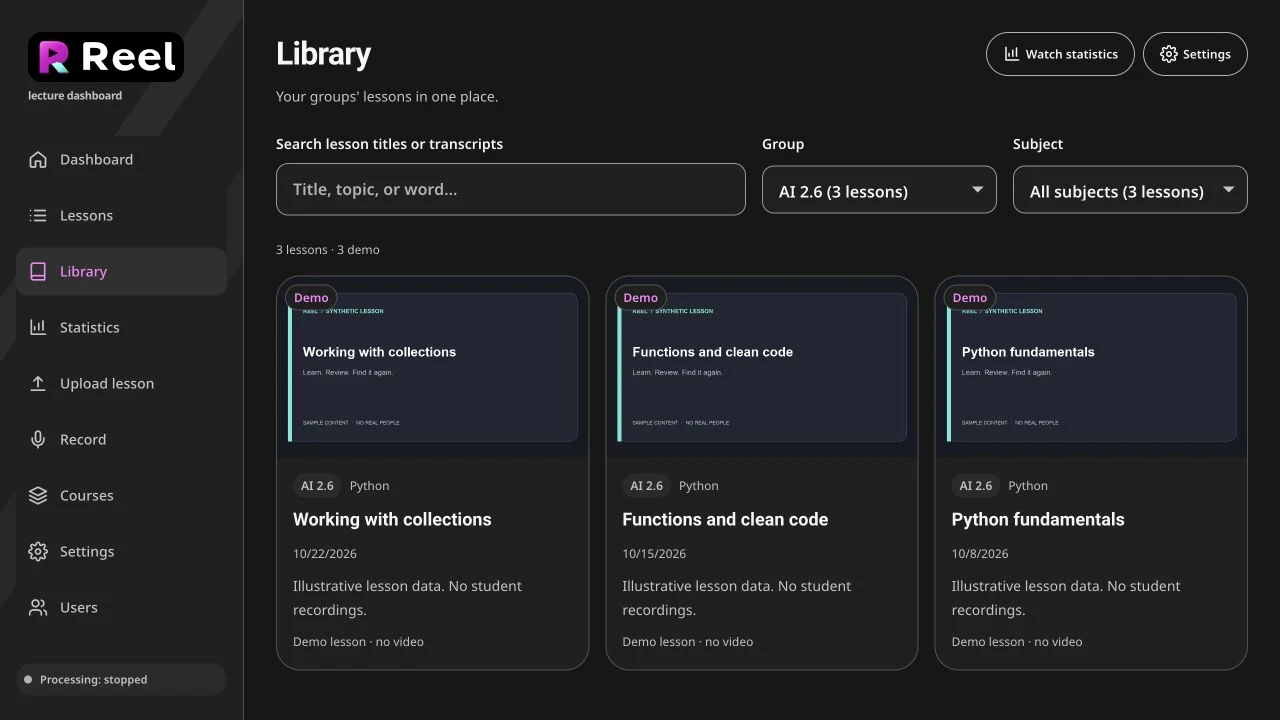 Reel
lecture dashboard
Dashboard
Lessons
Library
Statistics
Upload lesson
Record
Courses
Settings
Users
Processing: stopped
Library
Watch statistics
Settings
Your groups' lessons in one place.
Search lesson titles or transcripts
Group
Subject
Title, topic, or word...
AI 2.6 (3 lessons)
All subjects (3 lessons)
3 lessons · 3 demo
Demo
REEL / SYNTHETIC LESSON
Working with collections
Learn. Review. Find it again.
SAMPLE CONTENT · NO REAL PEOPLE
AI 2.6 Python
Working with collections
10/22/2026
Illustrative lesson data. No student
recordings.
Demo lesson · no video
Demo
REEL / SYNTHETIC LESSON
Functions and clean code
Learn. Review. Find it again.
SAMPLE CONTENT · NO REAL PEOPLE
AI 2.6 Python
Functions and clean code
10/15/2026
Illustrative lesson data. No student
recordings.
Demo lesson · no video
Demo
REEL / SYNTHETIC LESSON
Python fundamentals
Learn. Review. Find it again.
SAMPLE CONTENT · NO REAL PEOPLE
AI 2.6 Python
Python fundamentals
10/8/2026
Illustrative lesson data. No student
recordings.
Demo lesson · no video